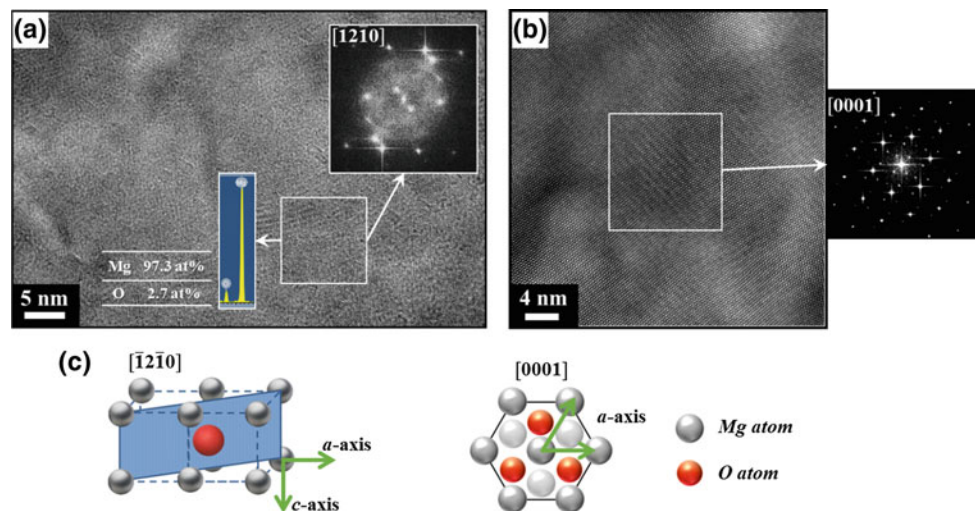 (a)
[1210]
Mg 97.3 at%
O 2.7 at%
5 nm
(b)
[0001]
4 nm
(c)
[1̄21̄0]
a-axis
c-axis
[0001]
a-axis
Mg atom
O atom